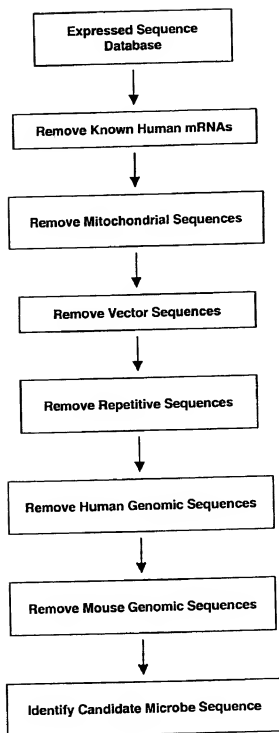 Expressed Sequence
Database
Remove Known Human mRNAs
Remove Mitochondrial Sequences
Remove Vector Sequences
Remove Repetitive Sequences
Remove Human Genomic Sequences
Remove Mouse Genomic Sequences
Identify Candidate Microbe Sequence